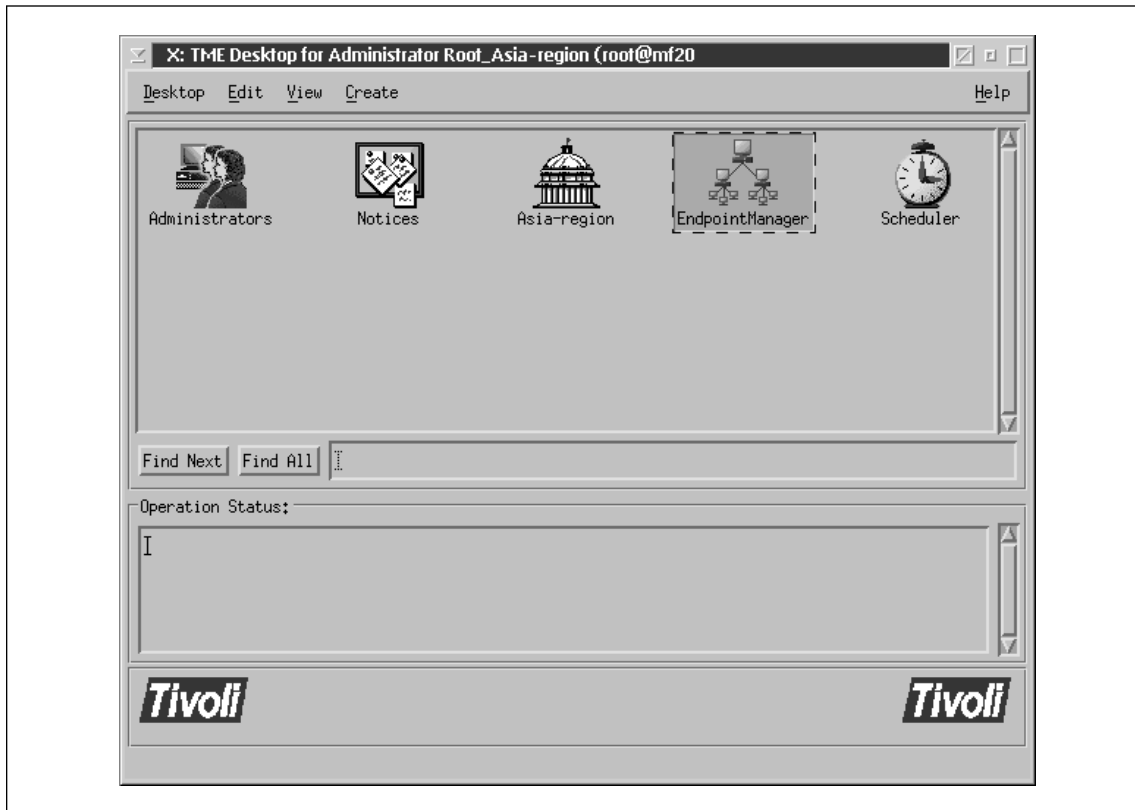 X: TME Desktop for Administrator Root_Asia-region (root@mf20
Desktop Edit View Create Help
Administrators Notices Asia-region EndpointManager Scheduler
Find Next Find All
Operation Status:
Tivoli Tivoli